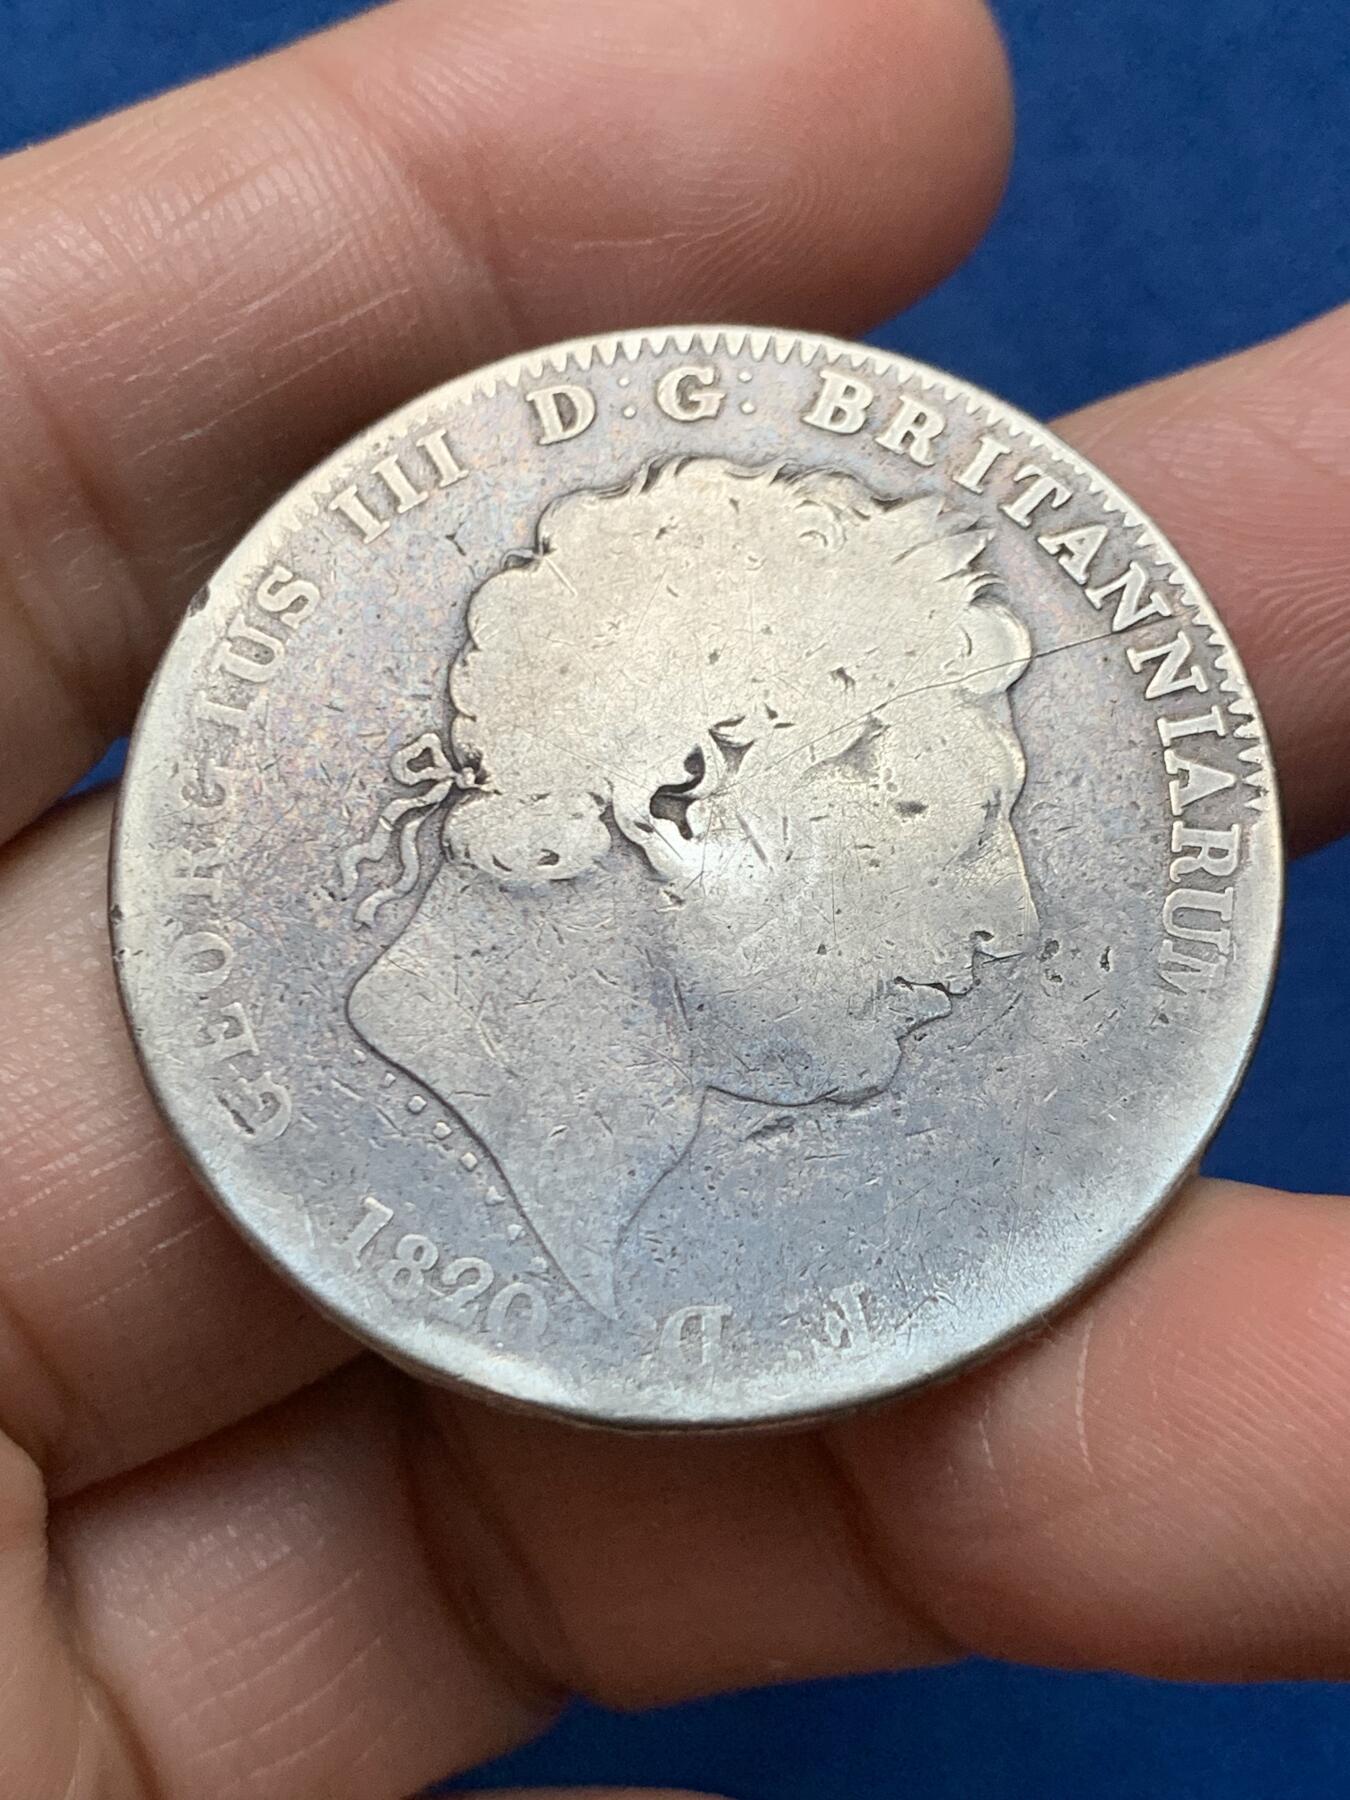 GEORGIUS III D:G: BRITANNIARUM
F: D:
1820